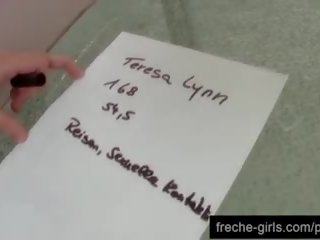 Teresa Lynn
168
54,5
Reisen, Sexuelle Kontakte
freche-girls.com/p